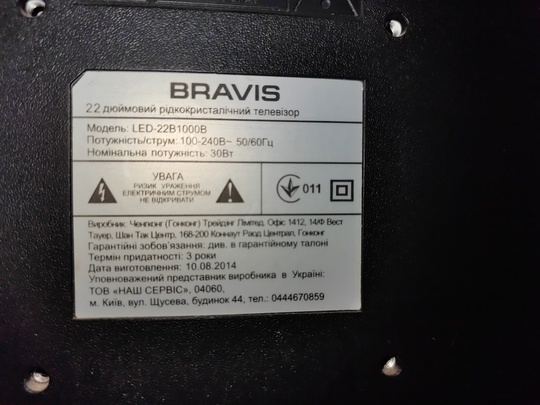 BRAVIS
22 дюймовий рідкокристалічний телевізор
Модель: LED-22B1000B
Потужність/струм: 100-240В~ 50/60Гц
Номінальна потужність: 30Вт
УВАГА
РИЗИК УРАЖЕННЯ
ЕЛЕКТРИЧНИМ СТРУМОМ
НЕ ВІДКРИВАТИ
011
Виробник: Ченгконг (Гонконг) Трейдінг Лімітед, Офіс 1412, 14/Ф Вест
Тауер, Шан Так Центр, 168-200 Коннаут Раод Централ, Гонконг
Гарантійні зобов'язання: див. в гарантійному талоні
Термін придатності: 3 роки
Дата виготовлення: 10.08.2014
Уповноважений представник виробника в Україні:
ТОВ «НАШ СЕРВІС», 04060,
м. Київ, вул. Щусева, будинок 44, тел.: 0444670859